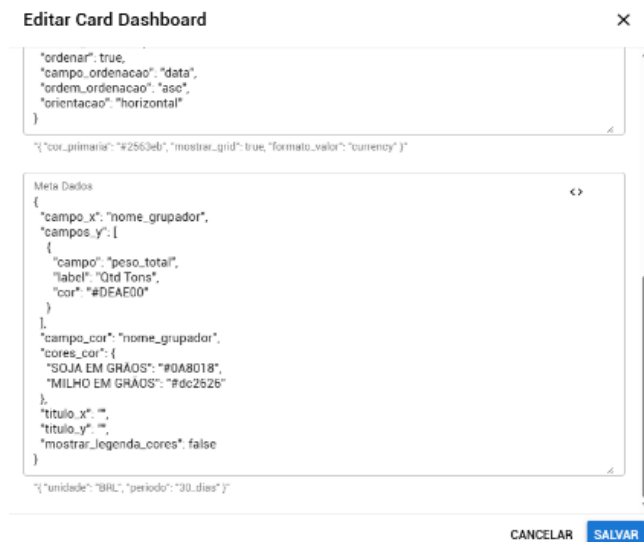 Editar Card Dashboard
"ordenar": true,
"campo_ordenacao": "data",
"ordem_ordenacao": "asc",
"orientacao": "horizontal"
}
"{ "cor_primaria": "#2563eb", "mostrar_grid": true, "formato_valor": "currency" }"
Meta Dados
{
"campo_x": "nome_grupador",
"campos_y": [
{
"campo": "peso_total",
"label": "Qtd Tons",
"cor": "#DEAE00"
}
],
"campo_cor": "nome_grupador",
"cores_cor": {
"SOJA EM GRÃOS": "#0A8018",
"MILHO EM GRÃOS": "#dc2626"
},
"titulo_x": "",
"titulo_y": "",
"mostrar_legenda_cores": false
}
"{ "unidade": "BRL", "periodo": "30_dias" }"
CANCELAR SALVAR